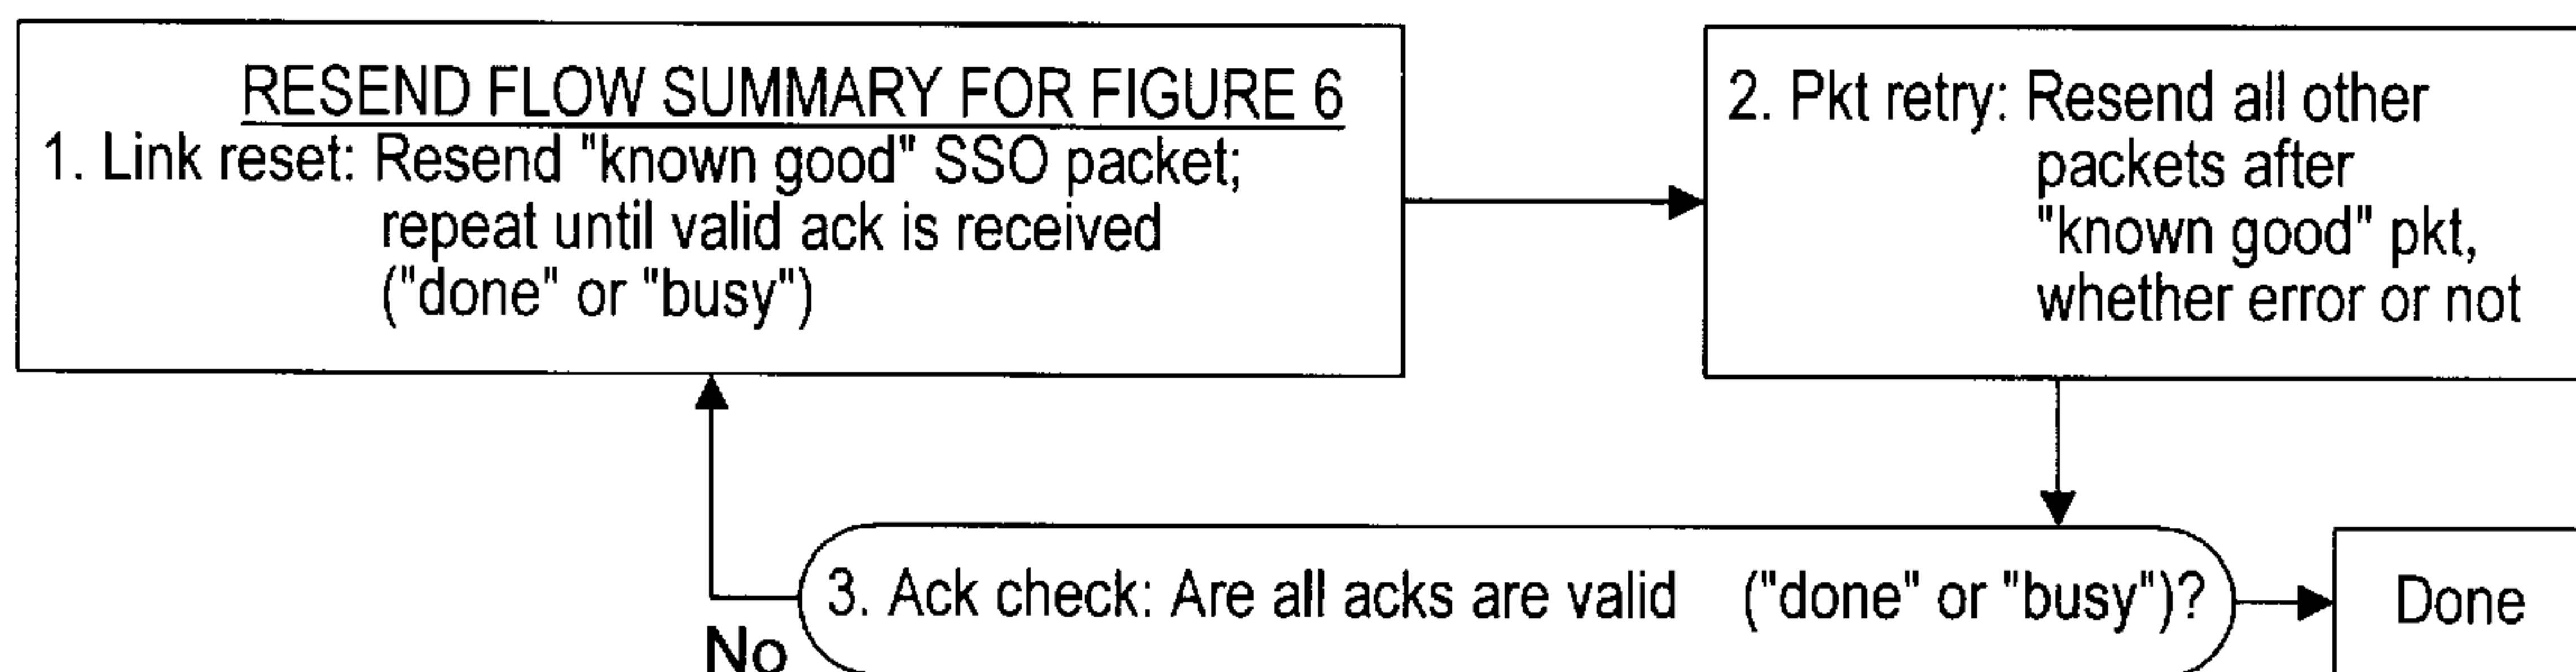 RESEND FLOW SUMMARY FOR FIGURE 6
1. Link reset: Resend "known good" SSO packet;
repeat until valid ack is received
("done" or "busy")
2. Pkt retry: Resend all other
packets after
"known good" pkt,
whether error or not
3. Ack check: Are all acks are valid ("done" or "busy")?
No
Done